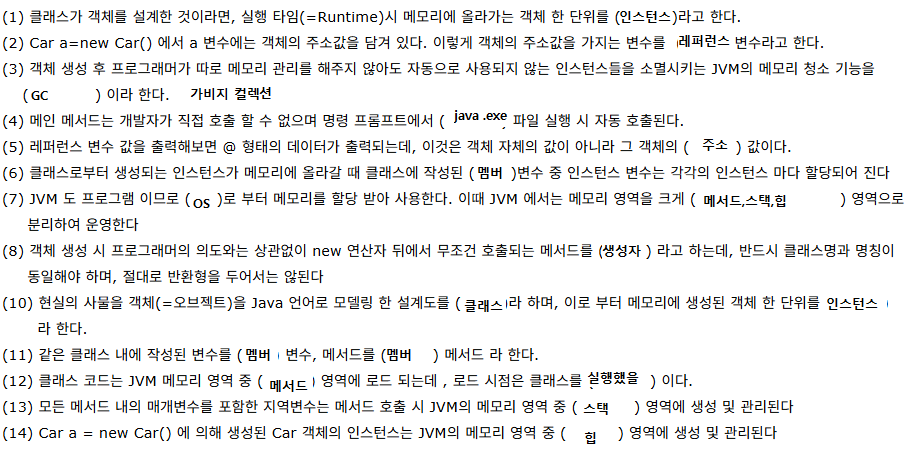 (1) 클래스가 객체를 설계한 것이라면, 실행 타임(=Runtime)시 메모리에 올라가는 객체 한 단위를 (인스턴스)라고 한다.
(2) Car a=new Car() 에서 a 변수에는 객체의 주소값을 담겨 있다. 이렇게 객체의 주소값을 가지는 변수를 레퍼런스 변수라고 한다.
(3) 객체 생성 후 프로그래머가 따로 메모리 관리를 해주지 않아도 자동으로 사용되지 않는 인스턴스들을 소멸시키는 JVM의 메모리 청소 기능을
(GC ) 이라 한다. 가비지 컬렉션
(4) 메인 메서드는 개발자가 직접 호출 할 수 없으며 명령 프롬프트에서 ( java .exe 파일 실행 시 자동 호출된다.
(5) 레퍼런스 변수 값을 출력해보면 @ 형태의 데이터가 출력되는데, 이것은 객체 자체의 값이 아니라 그 객체의 ( 주소 ) 값이다.
(6) 클래스로부터 생성되는 인스턴스가 메모리에 올라갈 때 클래스에 작성된 ( 멤버 )변수 중 인스턴스 변수는 각각의 인스턴스 마다 할당되어 진다
(7) JVM 도 프로그램 이므로 ( OS )로 부터 메모리를 할당 받아 사용한다. 이때 JVM 에서는 메모리 영역을 크게 ( 메서드,스택,힙 ) 영역으로
분리하여 운영한다
(8) 객체 생성 시 프로그래머의 의도와는 상관없이 new 연산자 뒤에서 무조건 호출되는 메서드를 (생성자 ) 라고 하는데, 반드시 클래스명과 명칭이
동일해야 하며, 절대로 반환형을 두어서는 않된다
(10) 현실의 사물을 객체(=오브젝트)을 Java 언어로 모델링 한 설계도를 ( 클래스)라 하며, 이로 부터 메모리에 생성된 객체 한 단위를 인스턴스 (
라 한다.
(11) 같은 클래스 내에 작성된 변수를 ( 멤버 ) 변수, 메서드를 (멤버 ) 메서드 라 한다.
(12) 클래스 코드는 JVM 메모리 영역 중 ( 메서드 ) 영역에 로드 되는데 , 로드 시점은 클래스를 실행했을 ) 이다.
(13) 모든 메서드 내의 매개변수를 포함한 지역변수는 메서드 호출 시 JVM의 메모리 영역 중 ( 스택 ) 영역에 생성 및 관리된다
(14) Car a = new Car() 에 의해 생성된 Car 객체의 인스턴스는 JVM의 메모리 영역 중 ( 힙 ) 영역에 생성 및 관리된다